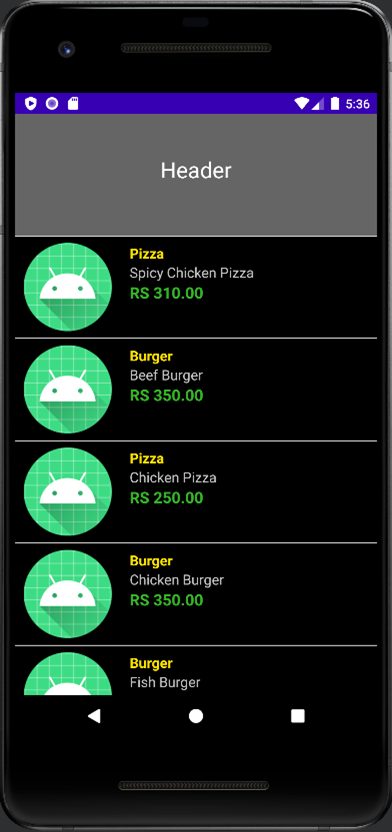 5:36
Header
Pizza
Spicy Chicken Pizza
RS 310.00
Burger
Beef Burger
RS 350.00
Pizza
Chicken Pizza
RS 250.00
Burger
Chicken Burger
RS 350.00
Burger
Fish Burger